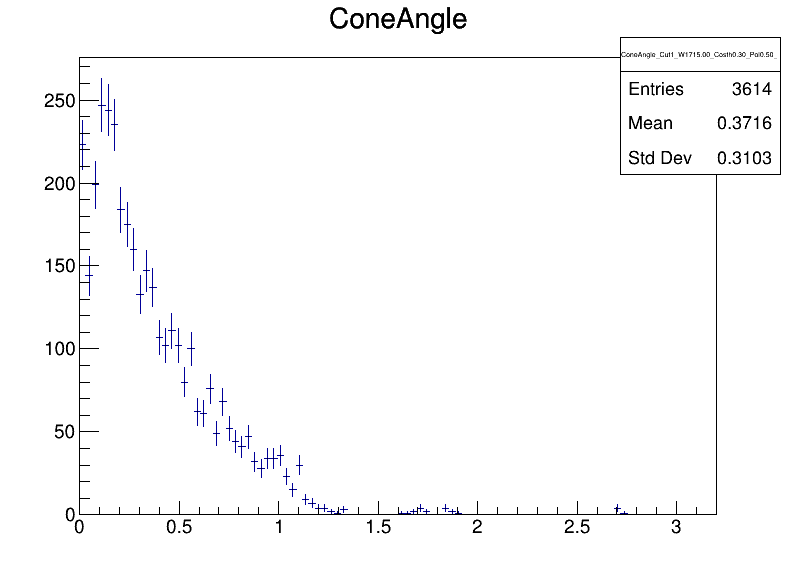 ConeAngle
ConeAngle_Cut1_W1715.00_Costh0.30_Pol0.50_
Entries 3614
Mean 0.3716
Std Dev 0.3103
250
200
150
100
50
0
0 0.5 1 1.5 2 2.5 3